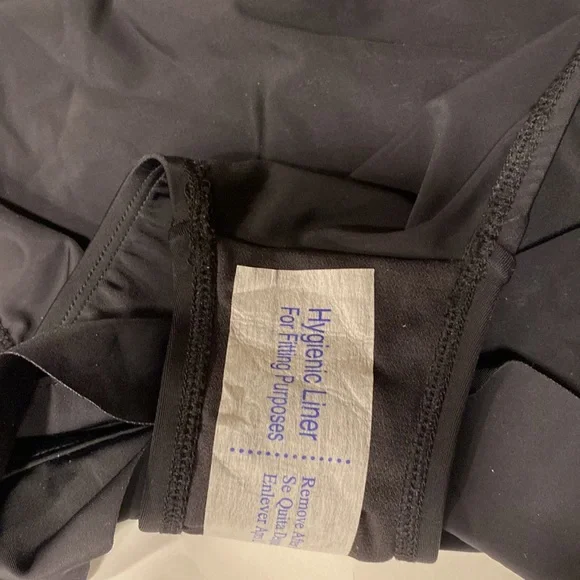 Hygienic Liner
For Fitting Purposes
Remove
Se Quita
Enlever